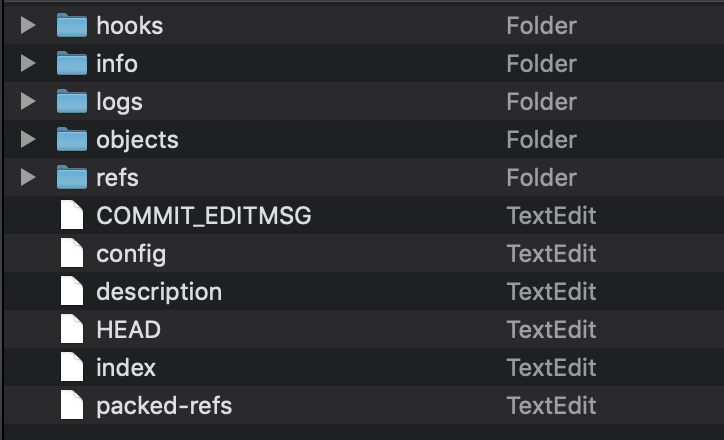 hooks Folder
info Folder
logs Folder
objects Folder
refs Folder
COMMIT_EDITMSG TextEdit
config TextEdit
description TextEdit
HEAD TextEdit
index TextEdit
packed-refs TextEdit